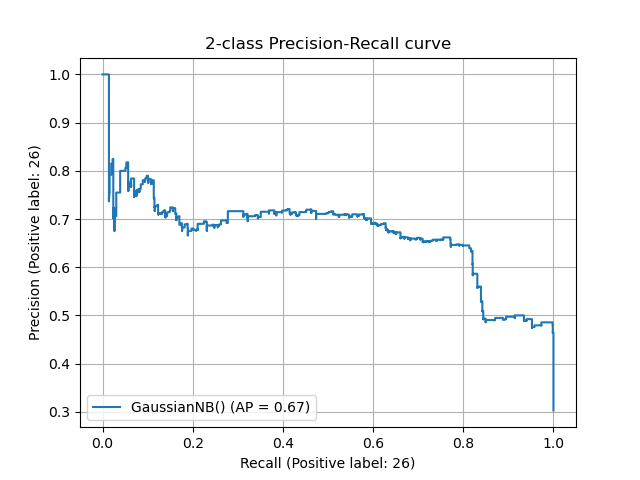 2-class Precision-Recall curve
1.0
0.9
0.8
0.7
0.6
0.5
0.4
0.3
Precision (Positive label: 26)
GaussianNB() (AP = 0.67)
0.0 0.2 0.4 0.6 0.8 1.0
Recall (Positive label: 26)